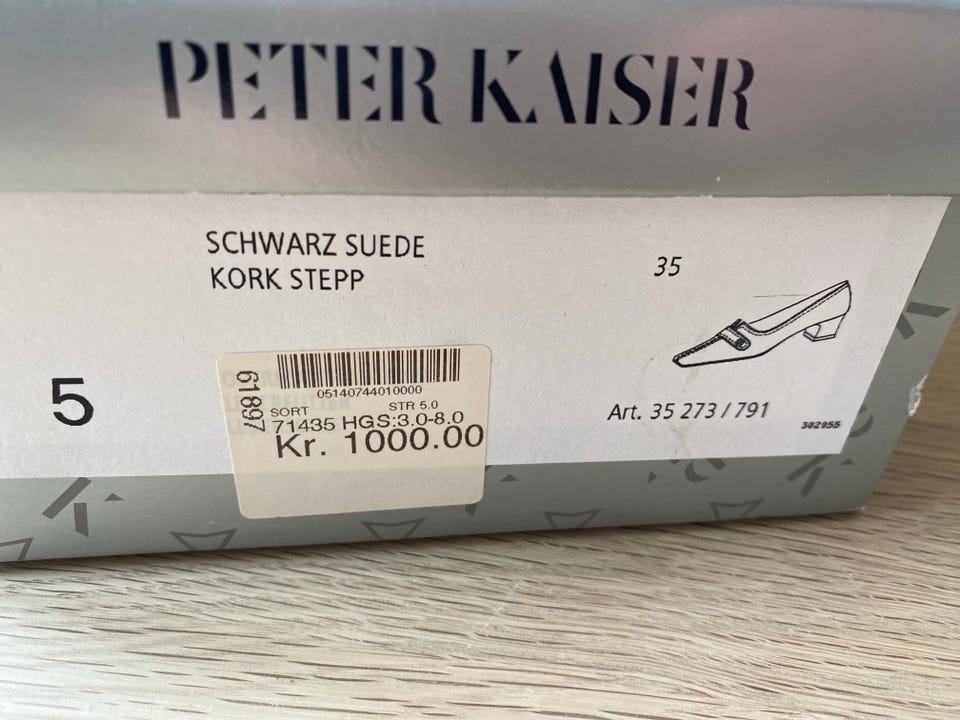 PETER KAISER
SCHWARZ SUEDE
KORK STEPP
35
5
61897
05140744010000
SORT STR 5.0
71435 HGS:3.0-8.0
Kr. 1000.00
Art. 35 273 / 791
302055